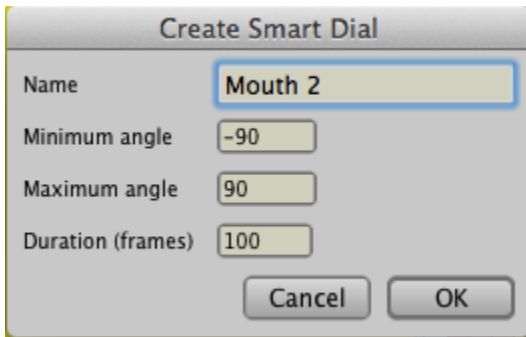 Create Smart Dial
Name Mouth 2
Minimum angle -90
Maximum angle 90
Duration (frames) 100
Cancel OK